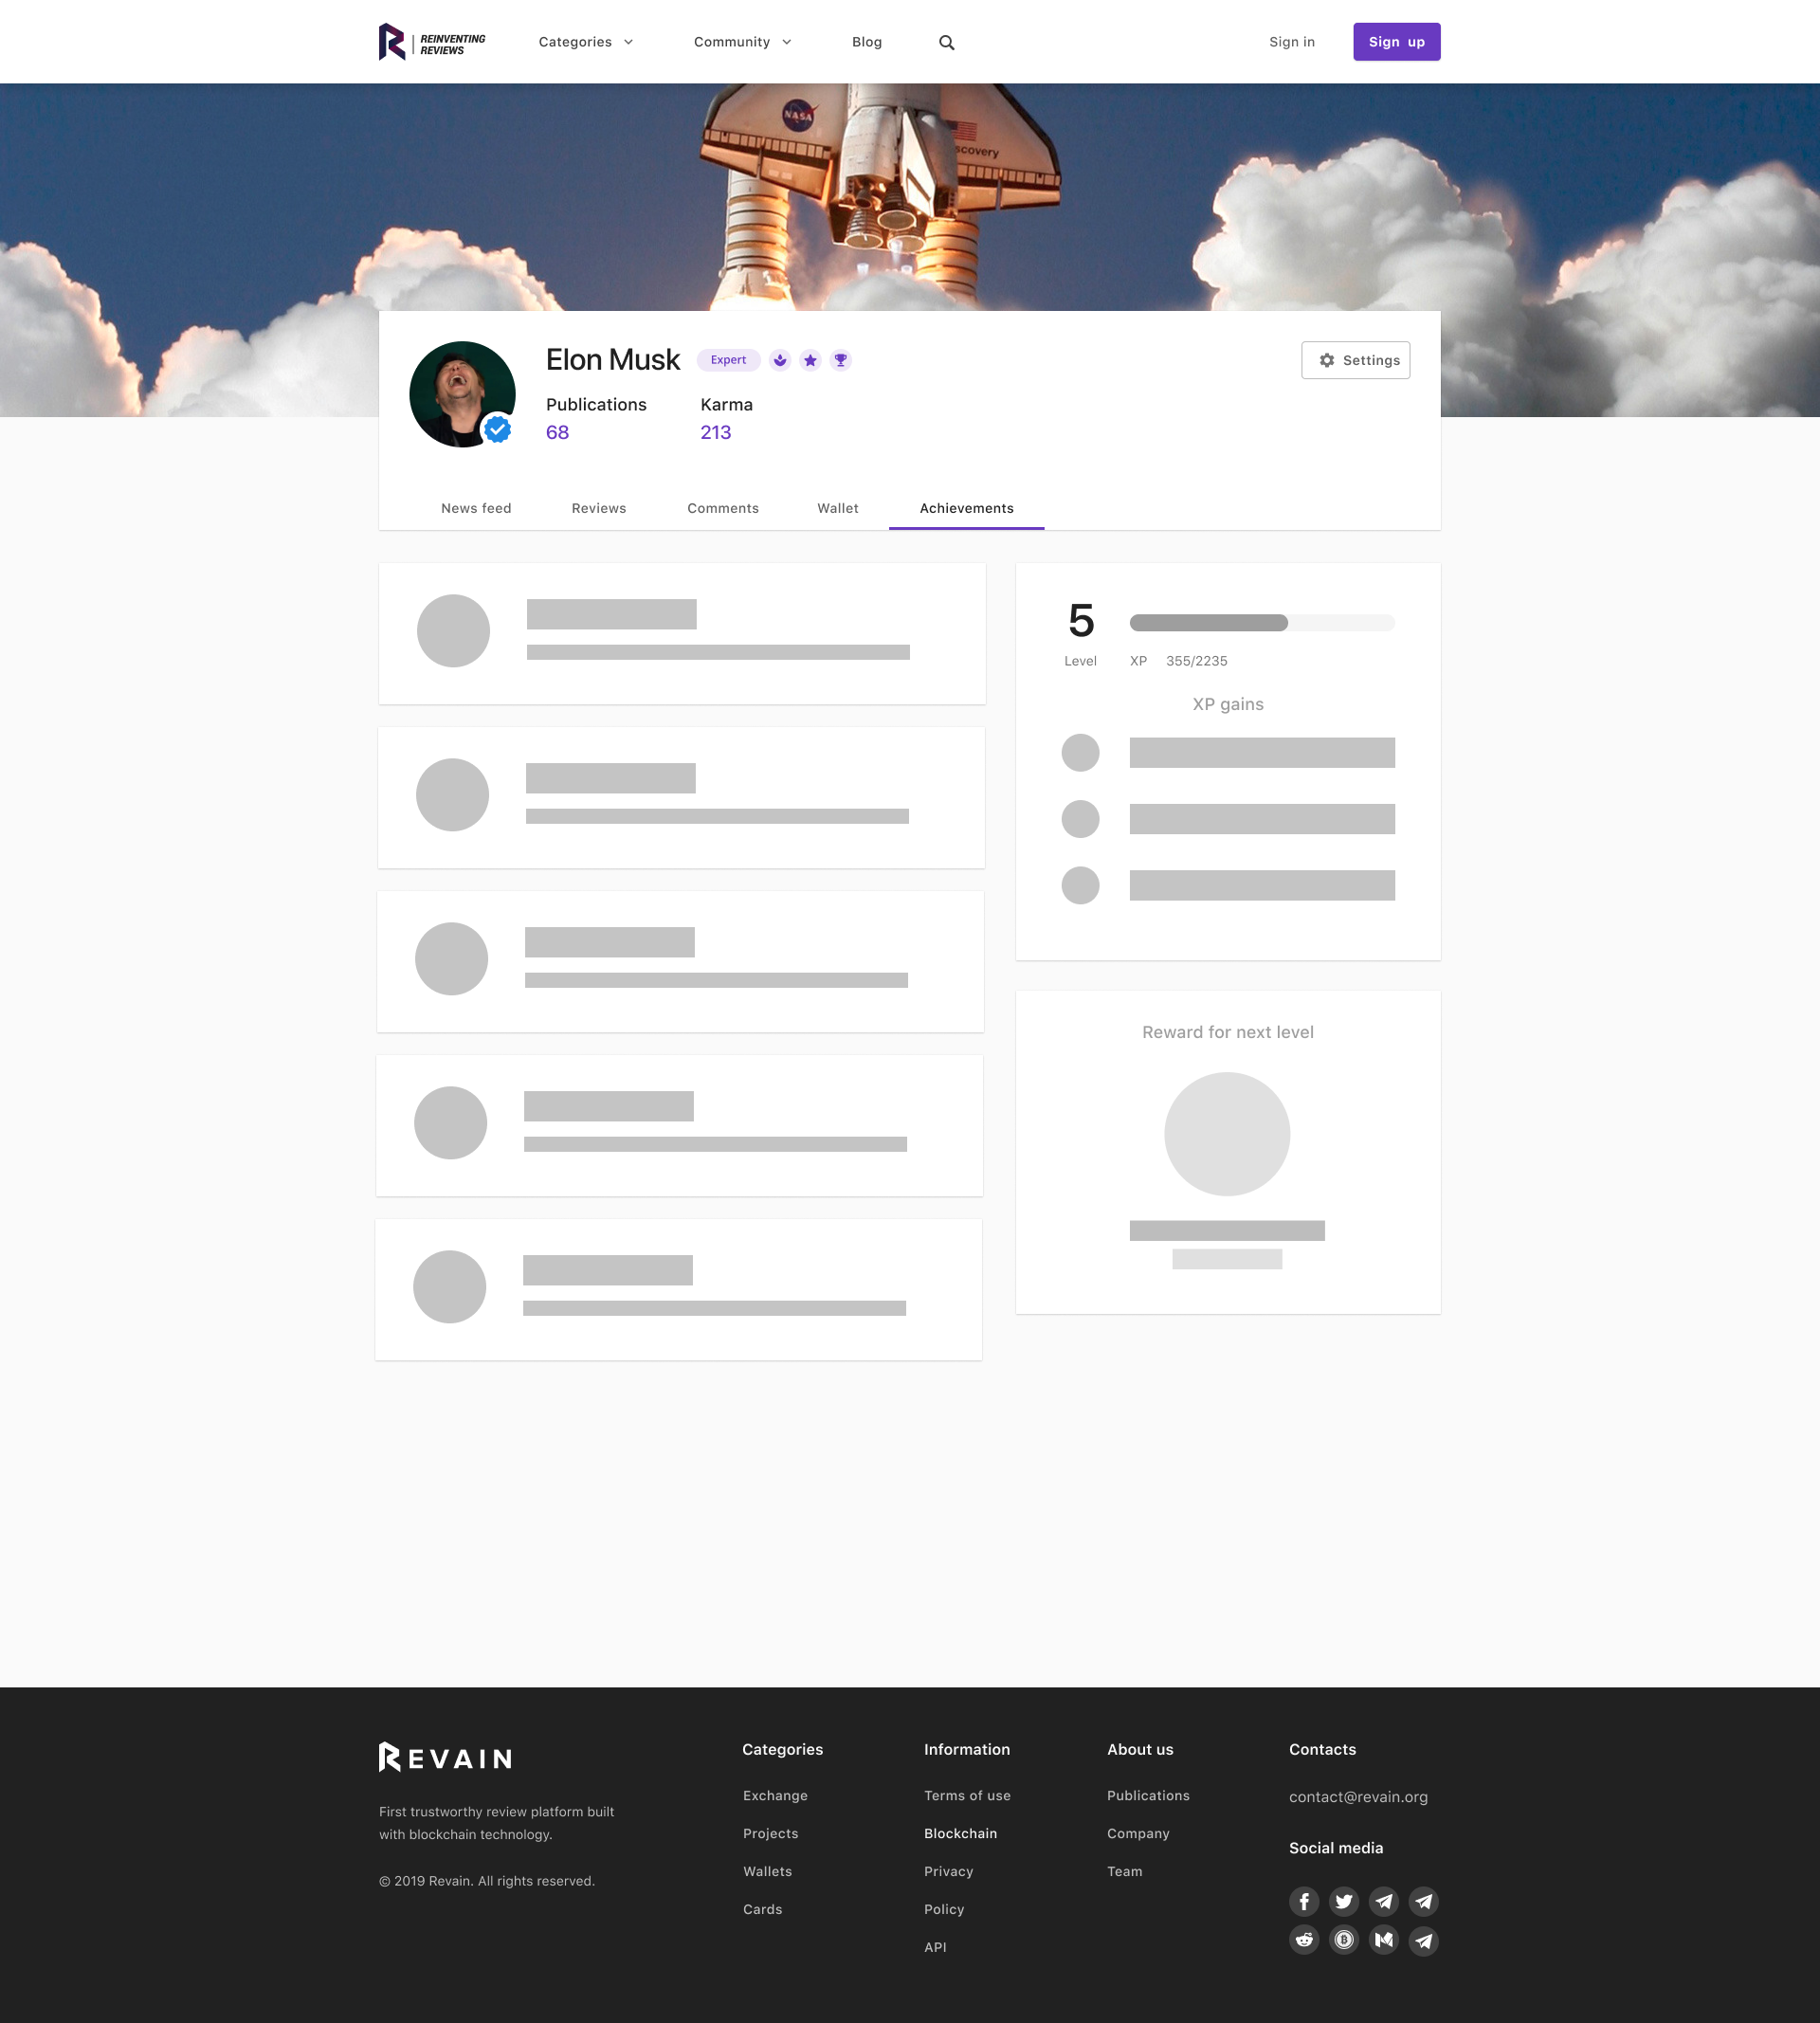 REINVENTING
REVIEWS
Categories
Community
Blog
Sign in
Sign up
NASA
Discovery
Elon Musk
Expert
Settings
Publications
Karma
68
213
News feed
Reviews
Comments
Wallet
Achievements
5
Level
XP 355/2235
XP gains
Reward for next level
REVAIN
First trustworthy review platform built
with blockchain technology.
© 2019 Revain. All rights reserved.
Categories
Exchange
Projects
Wallets
Cards
Information
Terms of use
Blockchain
Privacy
Policy
API
About us
Publications
Company
Team
Contacts
contact@revain.org
Social media